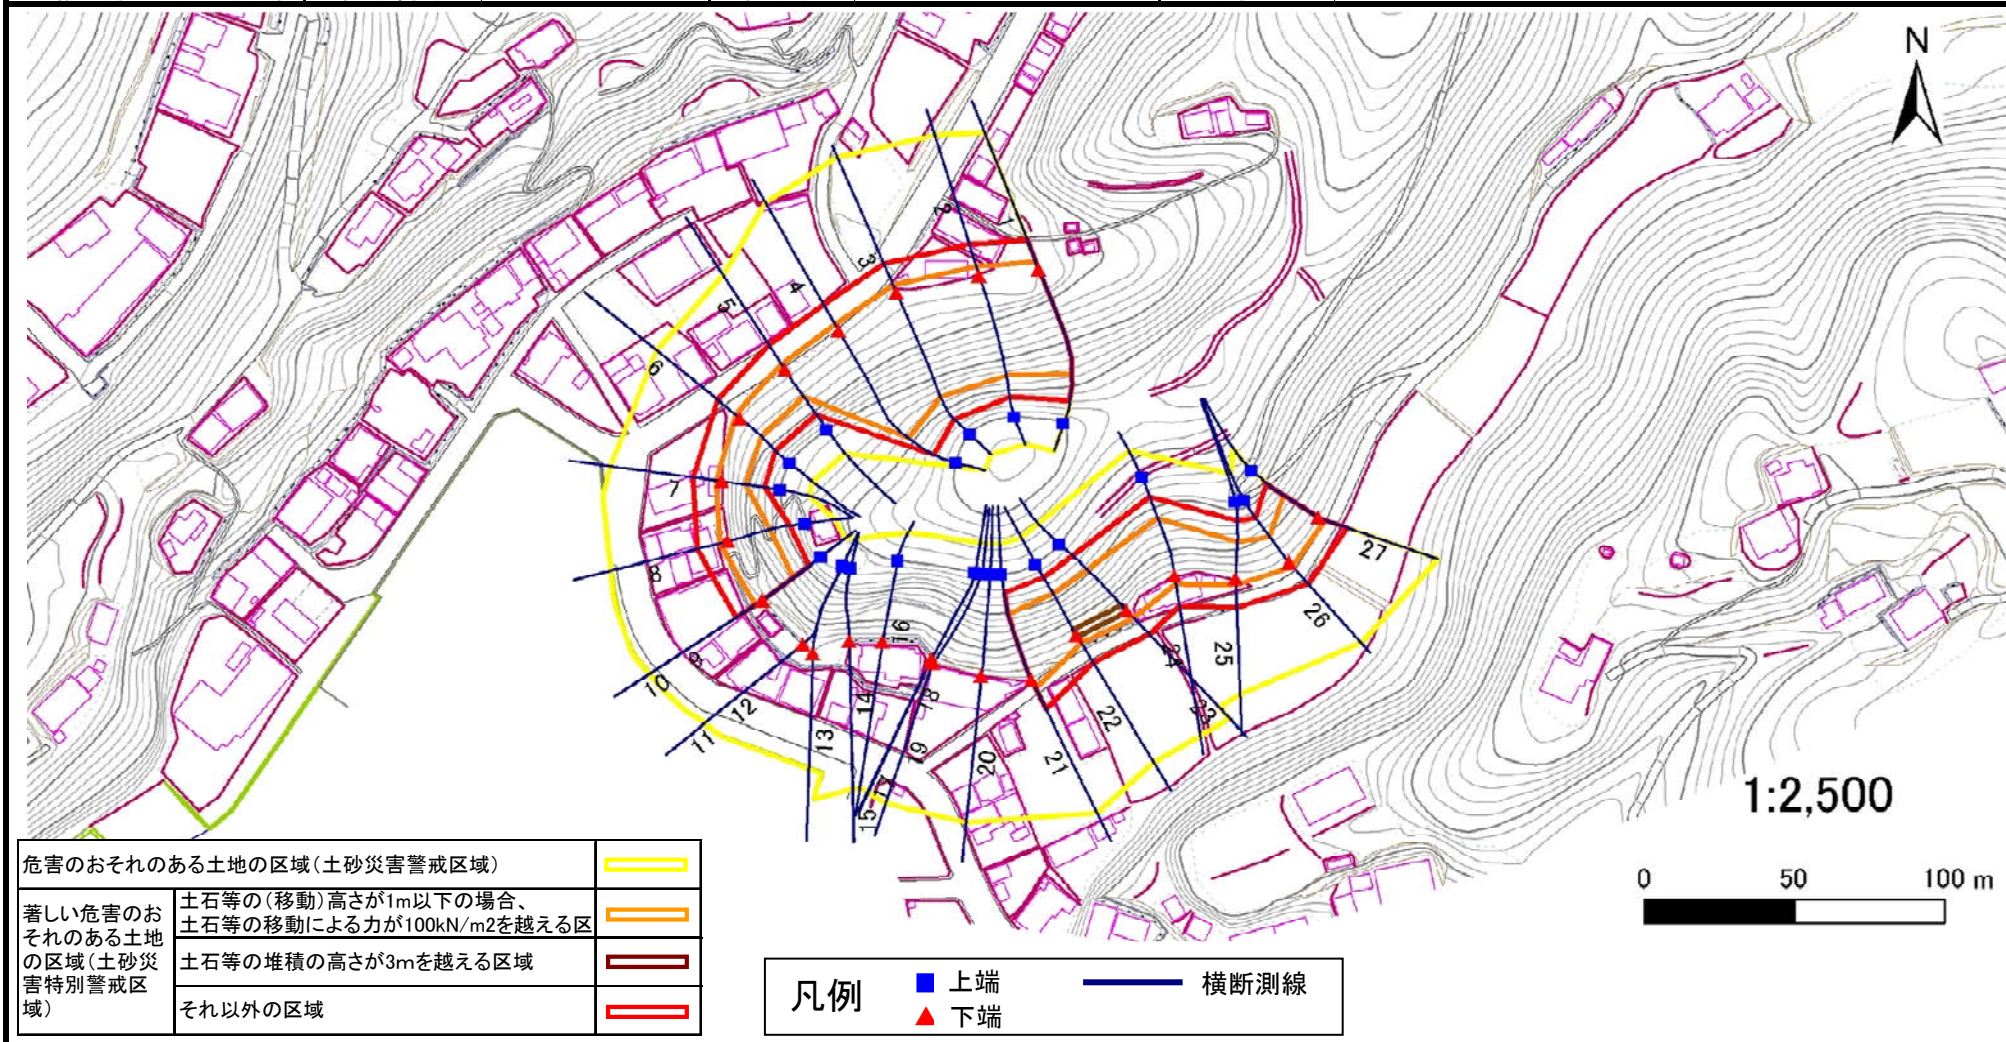 N
1
2
3
4
5
6
7
8
9
10
11
12
13
14
15
16
17
18
19
20
21
22
23
24
25
26
27
1:2,500
0 50 100 m
危害のおそれのある土地の区域(土砂災害警戒区域)
著しい危害のお
それのある土地
の区域(土砂災
害特別警戒区
域)
土石等の(移動)高さが1m以下の場合、
土石等の移動による力が100kN/m2を越える区
土石等の堆積の高さが3mを越える区域
それ以外の区域
凡例
上端
下端
横断測線